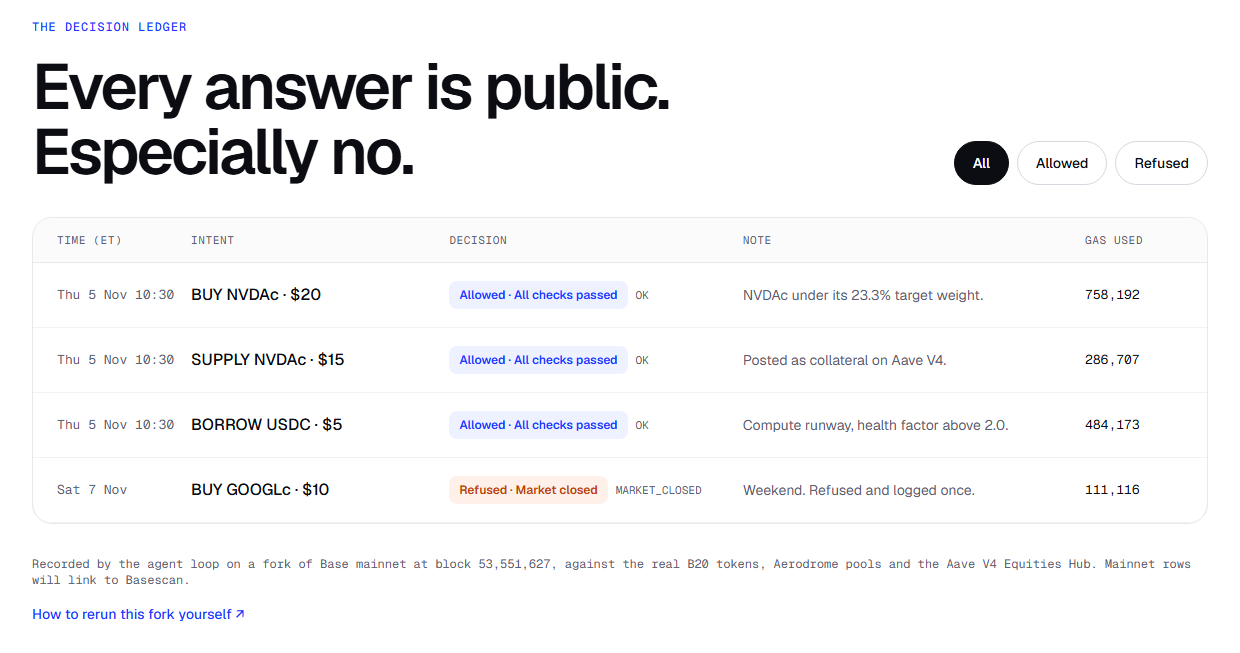 THE DECISION LEDGER
Every answer is public.
Especially no.
All Allowed Refused
TIME (ET) INTENT DECISION NOTE GAS USED
Thu 5 Nov 10:30 BUY NVDAc · $20 Allowed · All checks passed OK NVDAc under its 23.3% target weight. 758,192
Thu 5 Nov 10:30 SUPPLY NVDAc · $15 Allowed · All checks passed OK Posted as collateral on Aave V4. 286,707
Thu 5 Nov 10:30 BORROW USDC · $5 Allowed · All checks passed OK Compute runway, health factor above 2.0. 484,173
Sat 7 Nov BUY GOOGLc · $10 Refused · Market closed MARKET_CLOSED Weekend. Refused and logged once. 111,116
Recorded by the agent loop on a fork of Base mainnet at block 53,551,627, against the real B20 tokens, Aerodrome pools and the Aave V4 Equities Hub. Mainnet rows
will link to Basescan.
How to rerun this fork yourself ↗